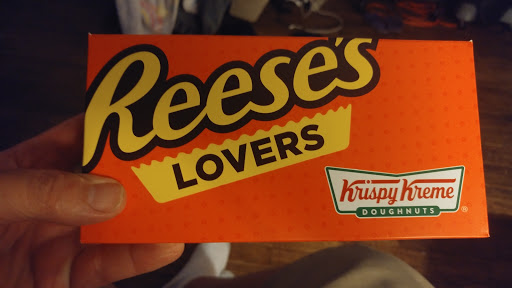 Reese's
LOVERS
Krispy Kreme
DOUGHNUTS
®